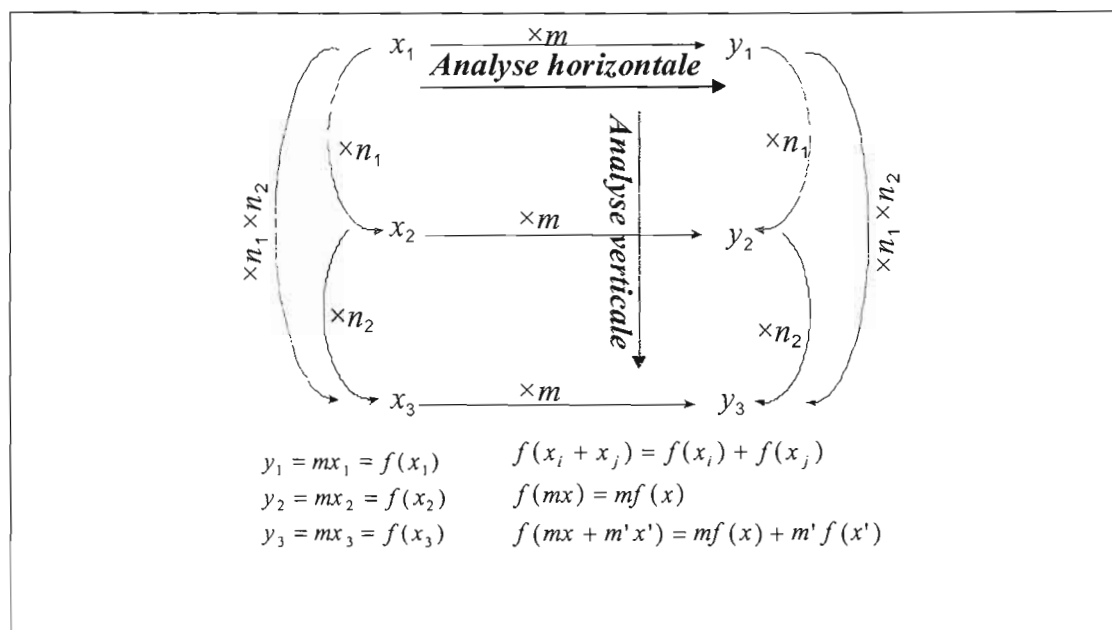 x₁ ×m y₁
Analyse horizontale
Analyse verticale
×n₁ ×n₁
×n₁ ×n₂ ×n₁ ×n₂
x₂ ×m y₂
×n₂ ×n₂
x₃ ×m y₃
y₁ = mx₁ = f(x₁) f(xᵢ + xⱼ) = f(xᵢ) + f(xⱼ)
y₂ = mx₂ = f(x₂) f(mx) = mf(x)
y₃ = mx₃ = f(x₃) f(mx + m'x') = mf(x) + m'f(x')